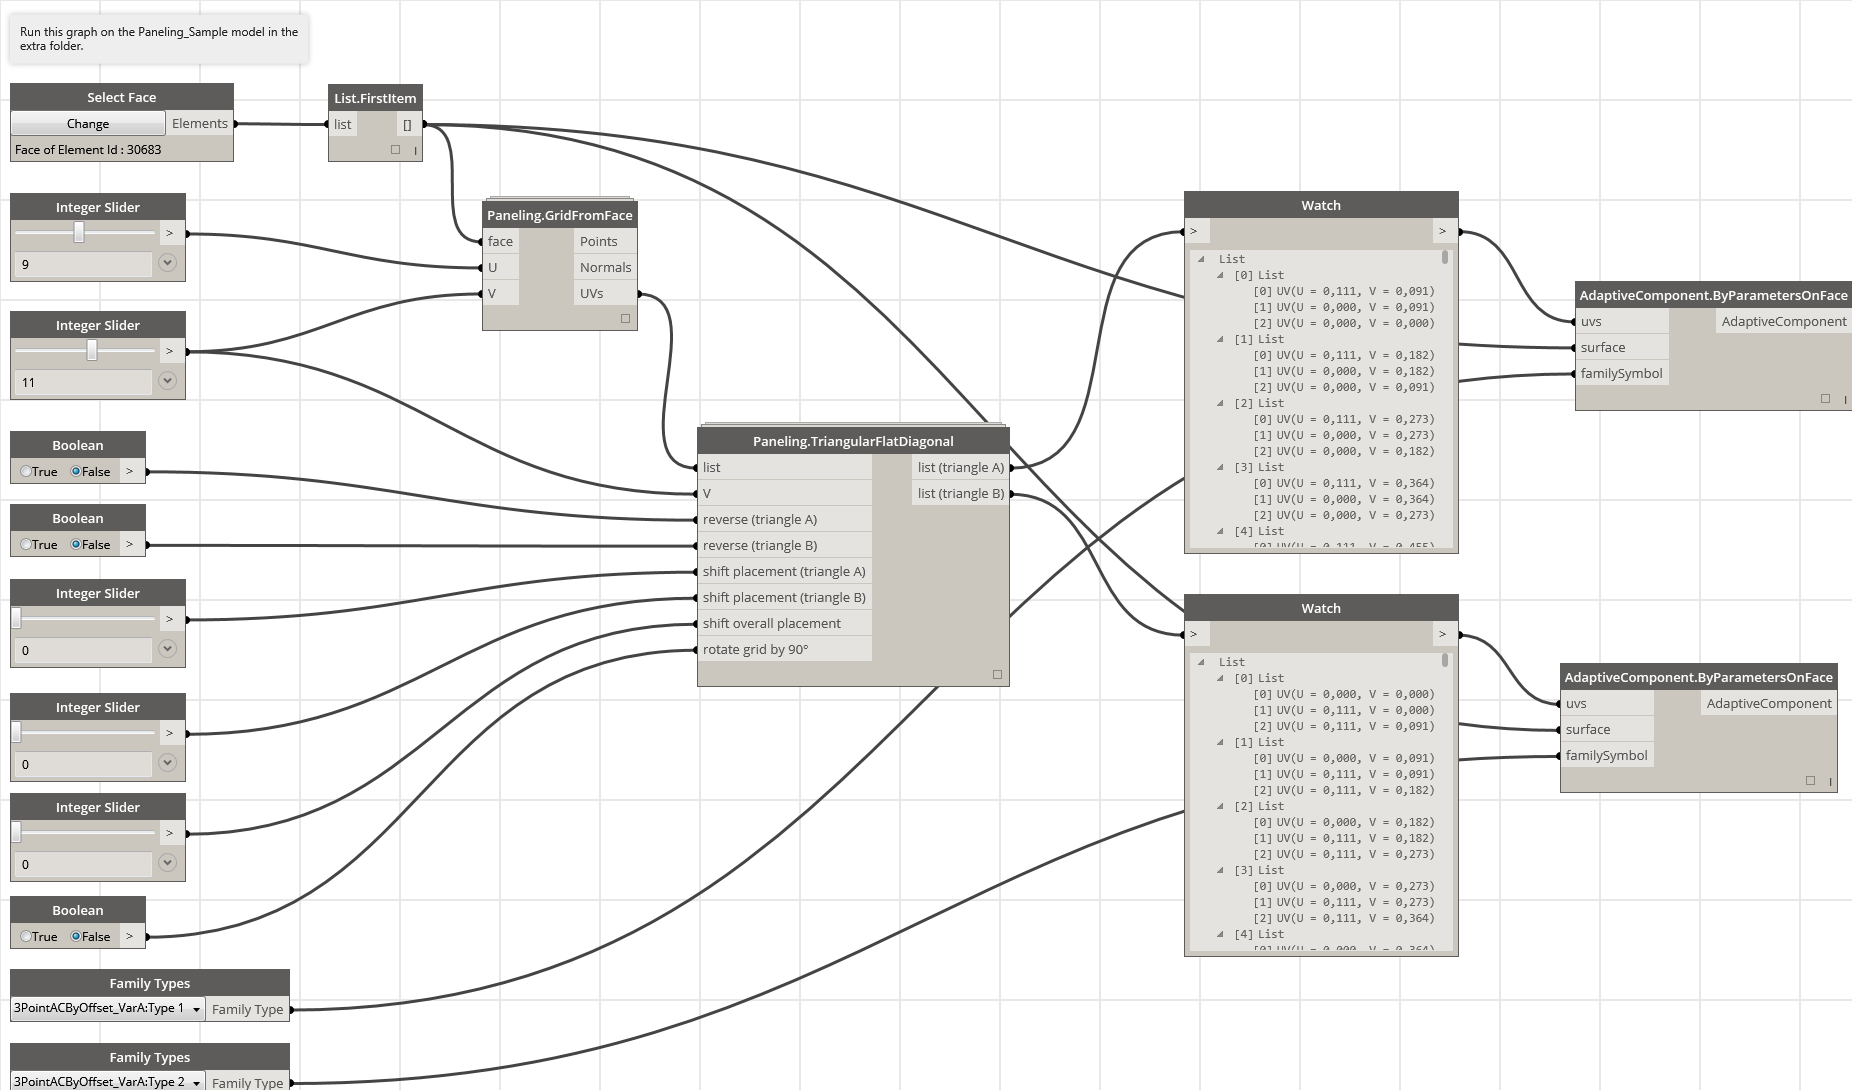 Run this graph on the Paneling_Sample model in the
extra folder.
Select Face
Change
Elements
Face of Element Id : 30683
List.FirstItem
list
[]
Integer Slider
>
9
Integer Slider
>
11
Boolean
True False >
Boolean
True False >
Integer Slider
>
0
Integer Slider
>
0
Integer Slider
>
0
Boolean
True False >
Family Types
3PointACByOffset_VarA:Type 1
Family Type
Family Types
3PointACByOffset_VarA:Type 2
Family Type
Paneling.GridFromFace
face Points
U Normals
V UVs
Paneling.TriangularFlatDiagonal
list list (triangle A)
V list (triangle B)
reverse (triangle A)
reverse (triangle B)
shift placement (triangle A)
shift placement (triangle B)
shift overall placement
rotate grid by 90°
Watch
> >
List
[0] List
[0] UV(U = 0,111, V = 0,091)
[1] UV(U = 0,000, V = 0,091)
[2] UV(U = 0,000, V = 0,000)
[1] List
[0] UV(U = 0,111, V = 0,182)
[1] UV(U = 0,000, V = 0,182)
[2] UV(U = 0,000, V = 0,091)
[2] List
[0] UV(U = 0,111, V = 0,273)
[1] UV(U = 0,000, V = 0,273)
[2] UV(U = 0,000, V = 0,182)
[3] List
[0] UV(U = 0,111, V = 0,364)
[1] UV(U = 0,000, V = 0,364)
[2] UV(U = 0,000, V = 0,273)
[4] List
Watch
> >
List
[0] List
[0] UV(U = 0,000, V = 0,000)
[1] UV(U = 0,111, V = 0,000)
[2] UV(U = 0,111, V = 0,091)
[1] List
[0] UV(U = 0,000, V = 0,091)
[1] UV(U = 0,111, V = 0,091)
[2] UV(U = 0,111, V = 0,182)
[2] List
[0] UV(U = 0,000, V = 0,182)
[1] UV(U = 0,111, V = 0,182)
[2] UV(U = 0,111, V = 0,273)
[3] List
[0] UV(U = 0,000, V = 0,273)
[1] UV(U = 0,111, V = 0,273)
[2] UV(U = 0,111, V = 0,364)
[4] List
AdaptiveComponent.ByParametersOnFace
uvs AdaptiveComponent
surface
familySymbol
AdaptiveComponent.ByParametersOnFace
uvs AdaptiveComponent
surface
familySymbol